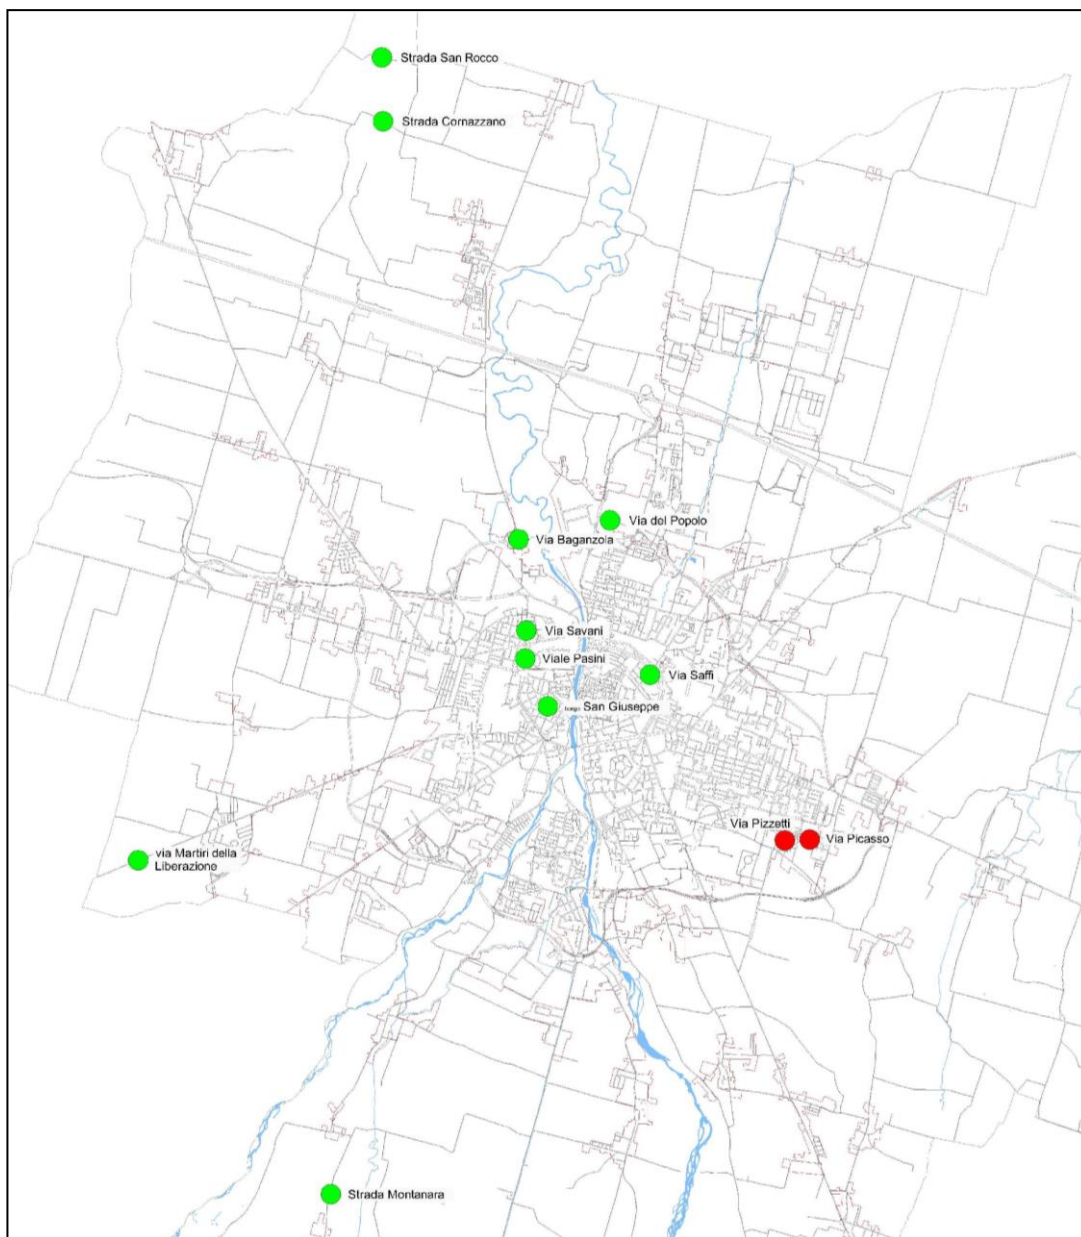 Strada San Rocco
Strada Cornazzano
Via del Popolo
Via Baganzola
Via Savani
Viale Pasini
Via Saffi
San Giuseppe
Via Pizzetti
Via Picasso
via Martiri della
Liberazione
Strada Montanara